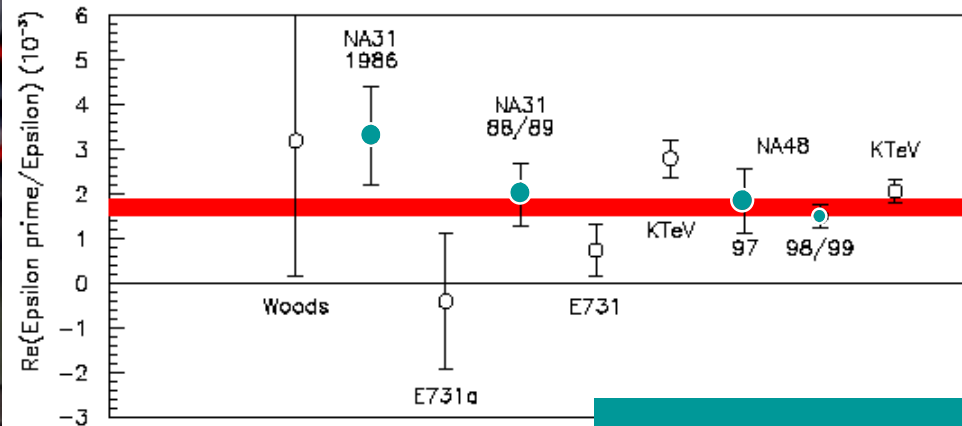 Re(Epsilon prime/Epsilon) (10⁻³)
6
5
4
3
2
1
0
−1
−2
−3
NA31
1986
NA31
88/89
NA48
KTeV
KTeV
97
98/99
Woods
E731
E731a